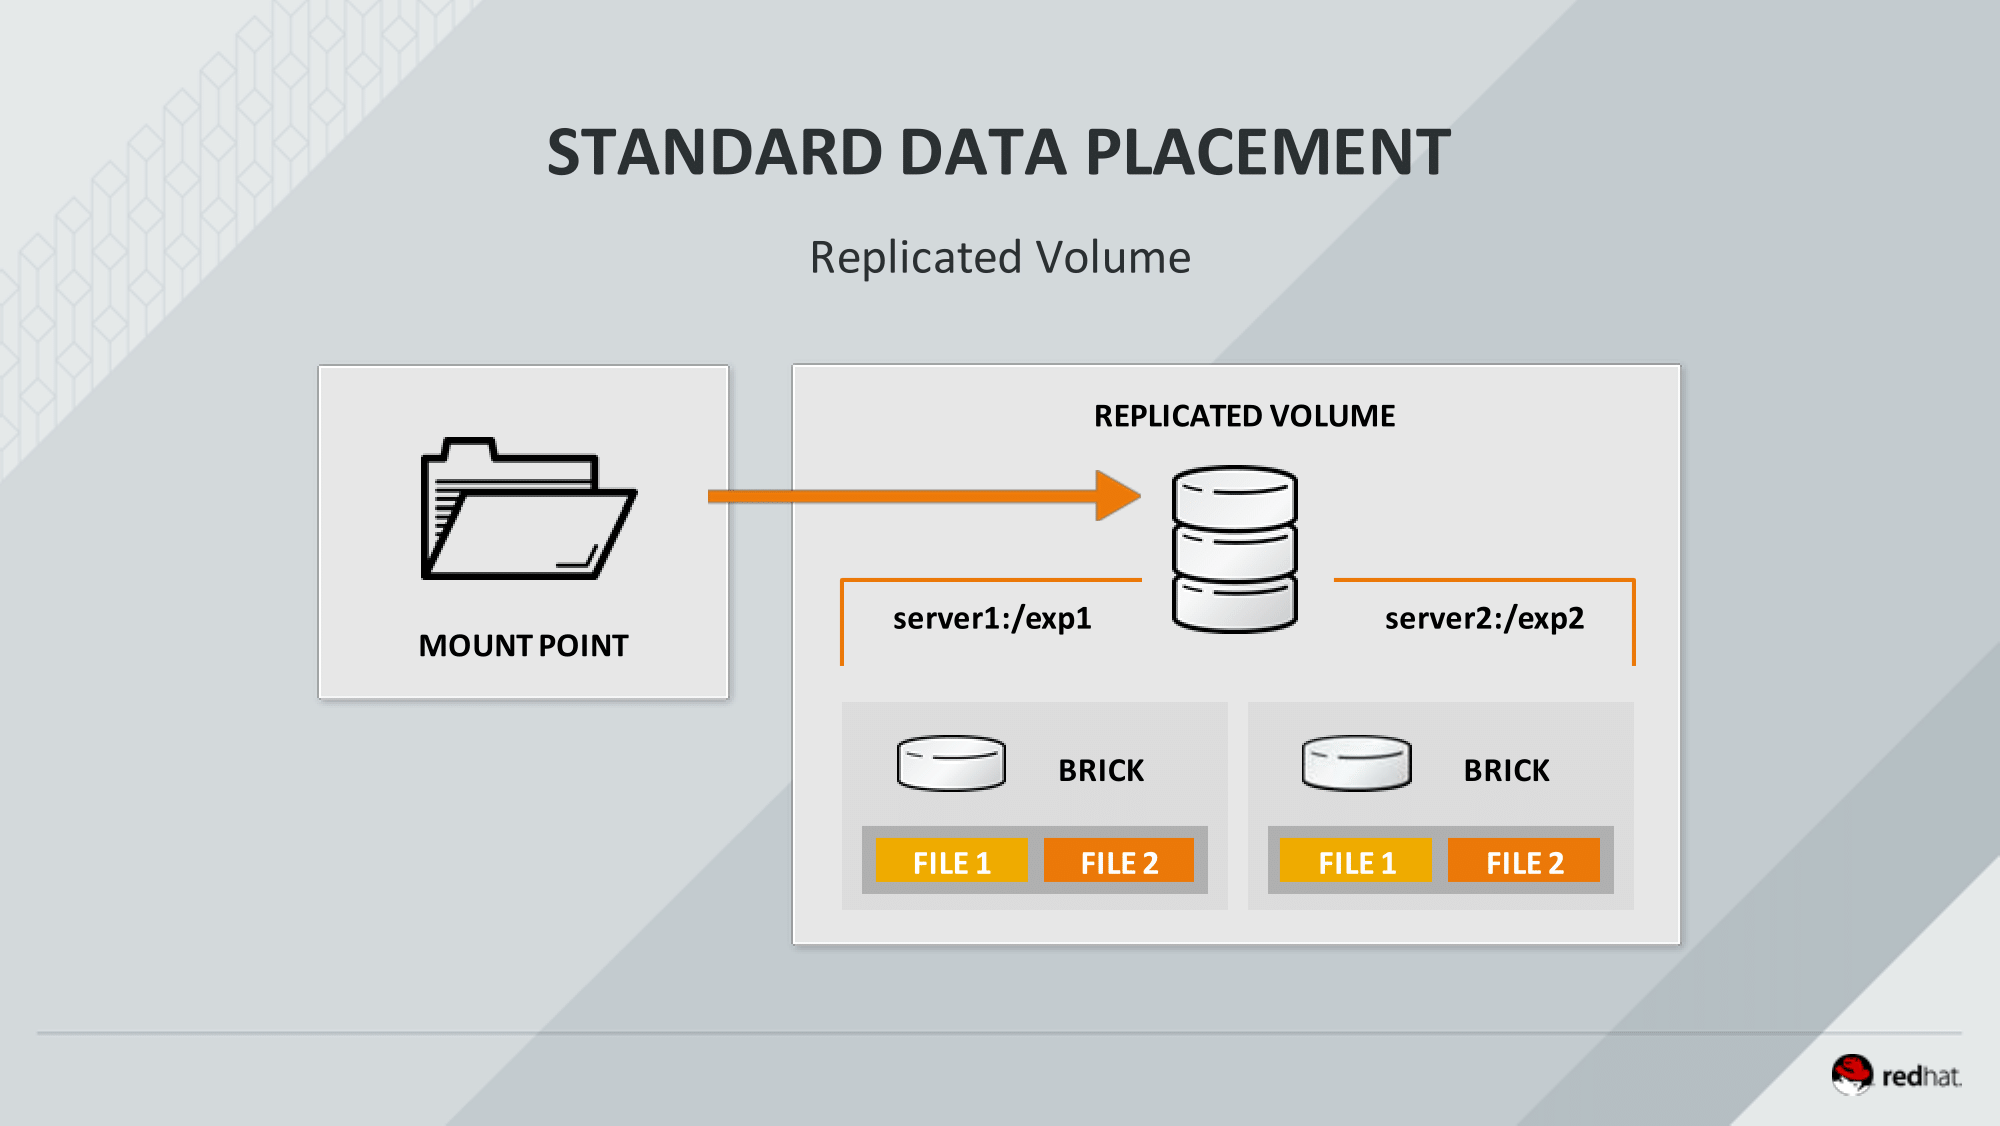 STANDARD DATA PLACEMENT
Replicated Volume
MOUNT POINT
REPLICATED VOLUME
server1:/exp1
server2:/exp2
BRICK
FILE 1
FILE 2
BRICK
FILE 1
FILE 2
redhat.